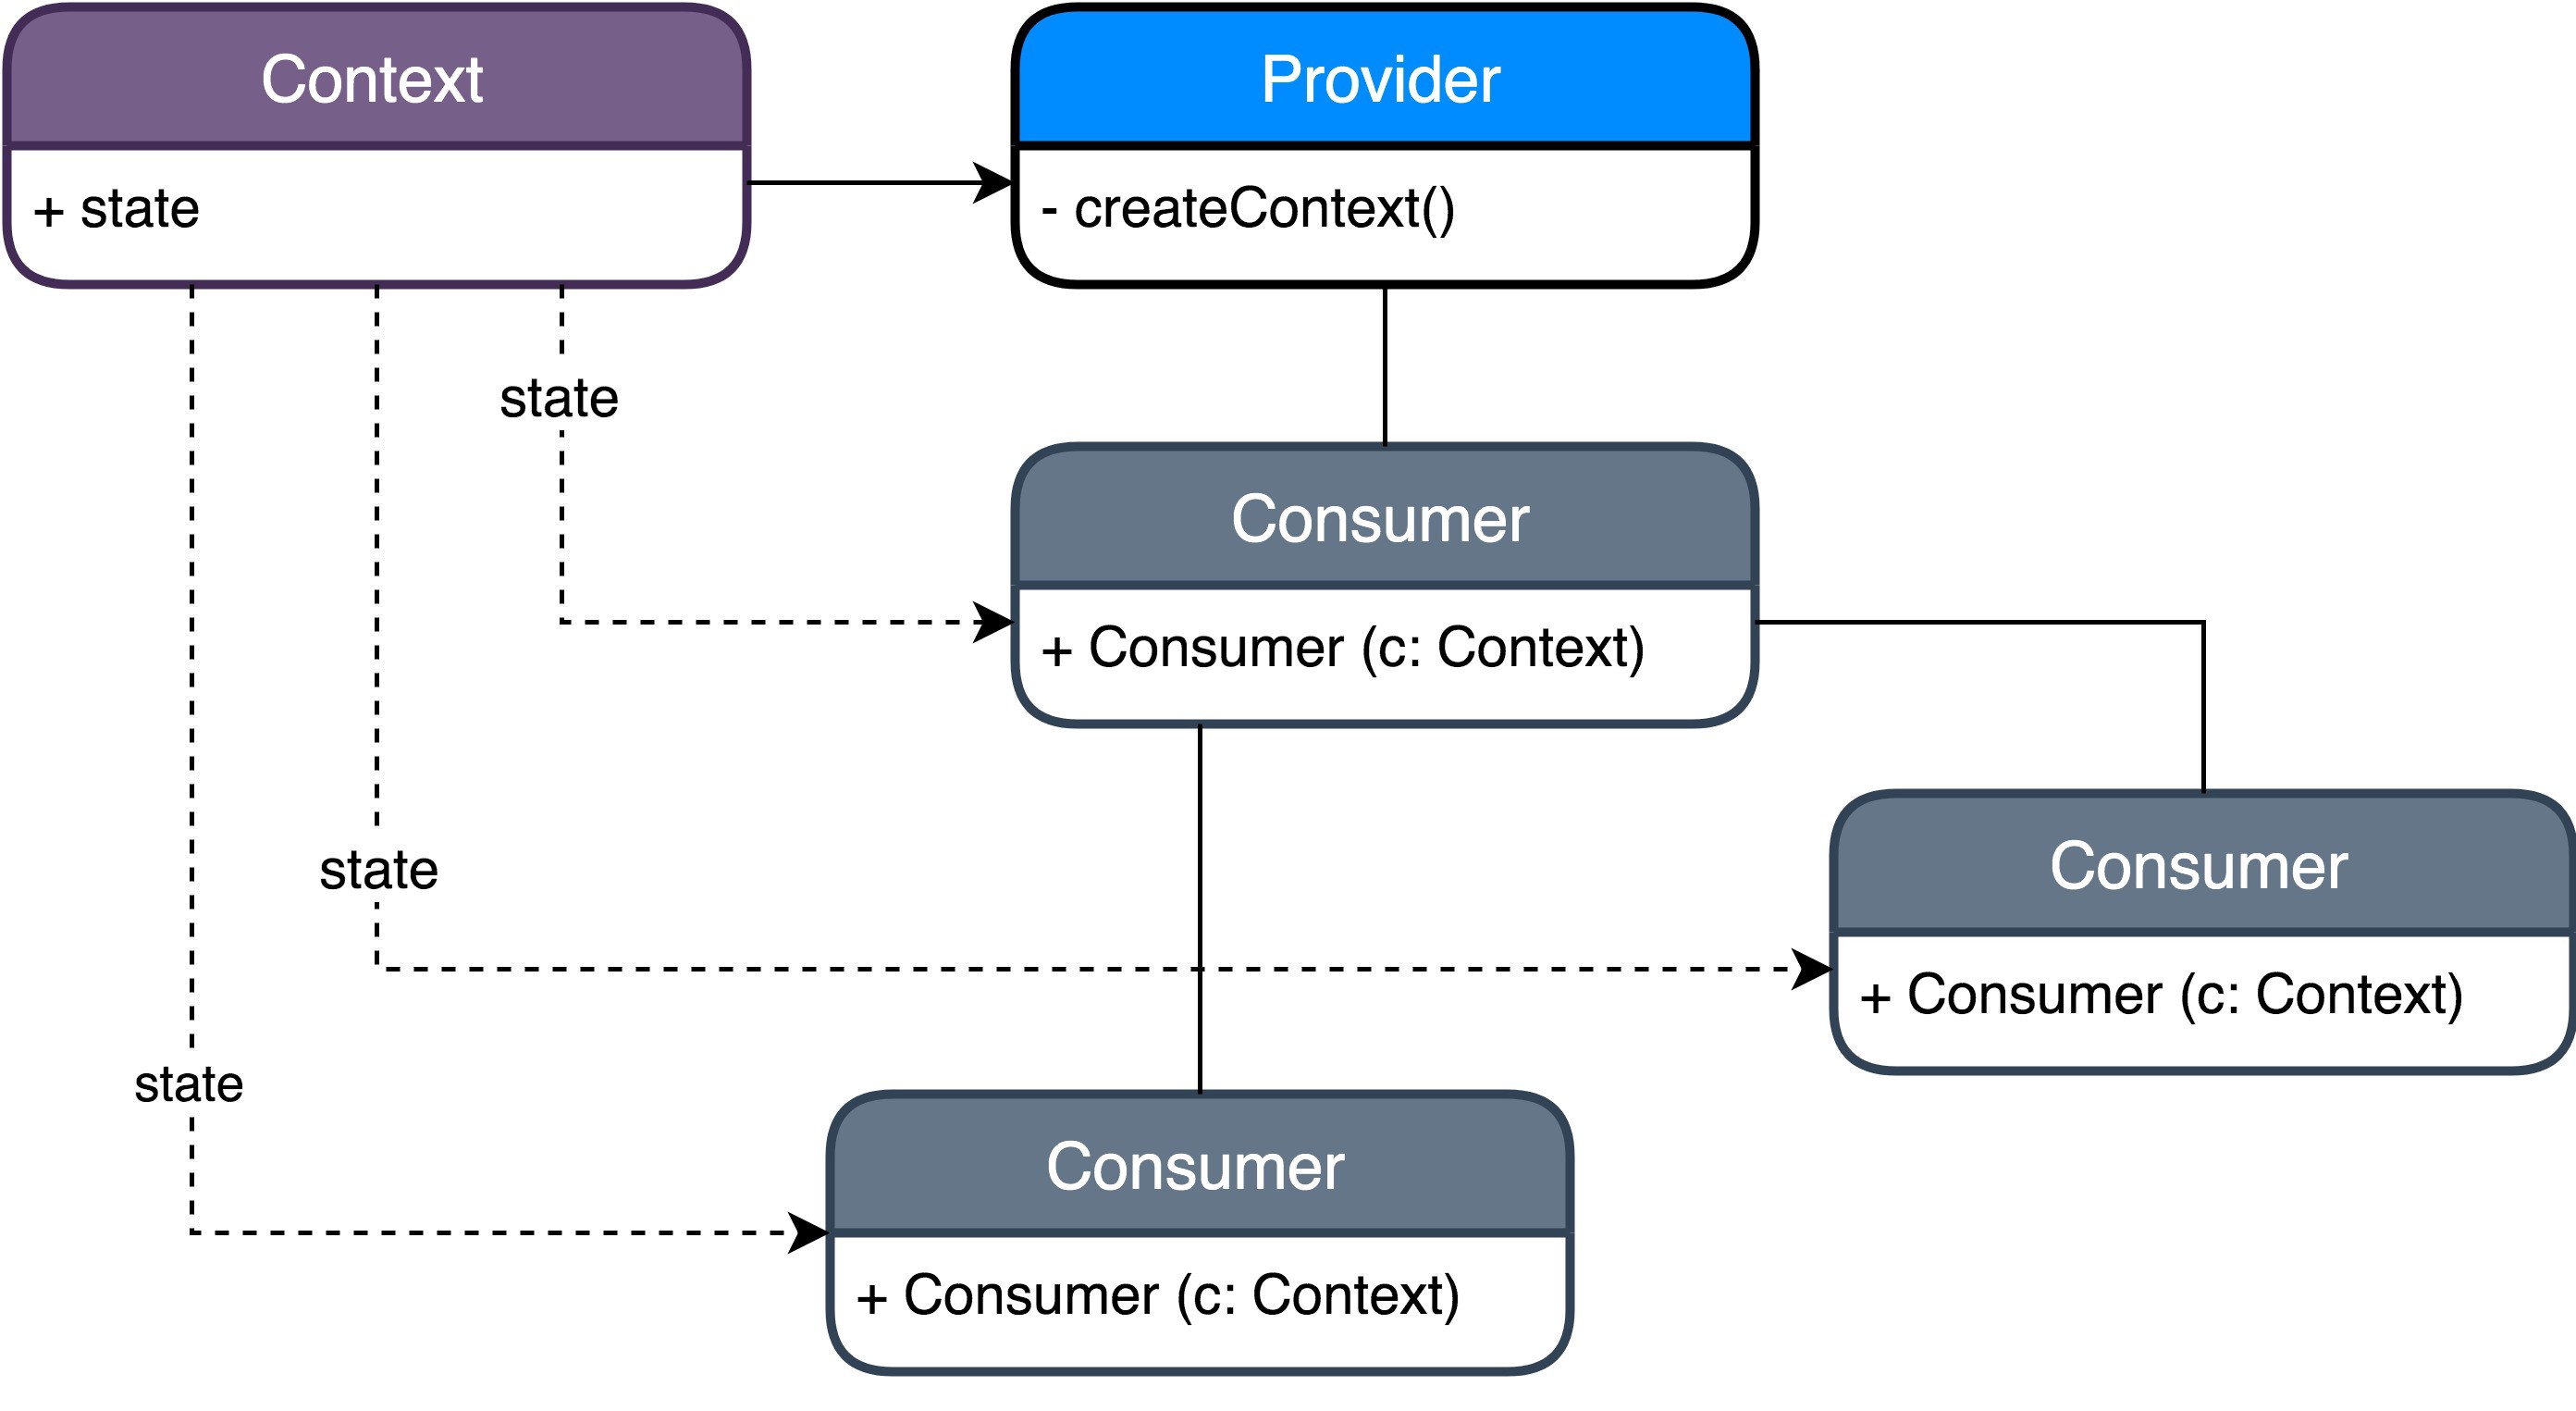 Context
+ state
Provider
- createContext()
state
Consumer
+ Consumer (c: Context)
state
Consumer
+ Consumer (c: Context)
state
Consumer
+ Consumer (c: Context)